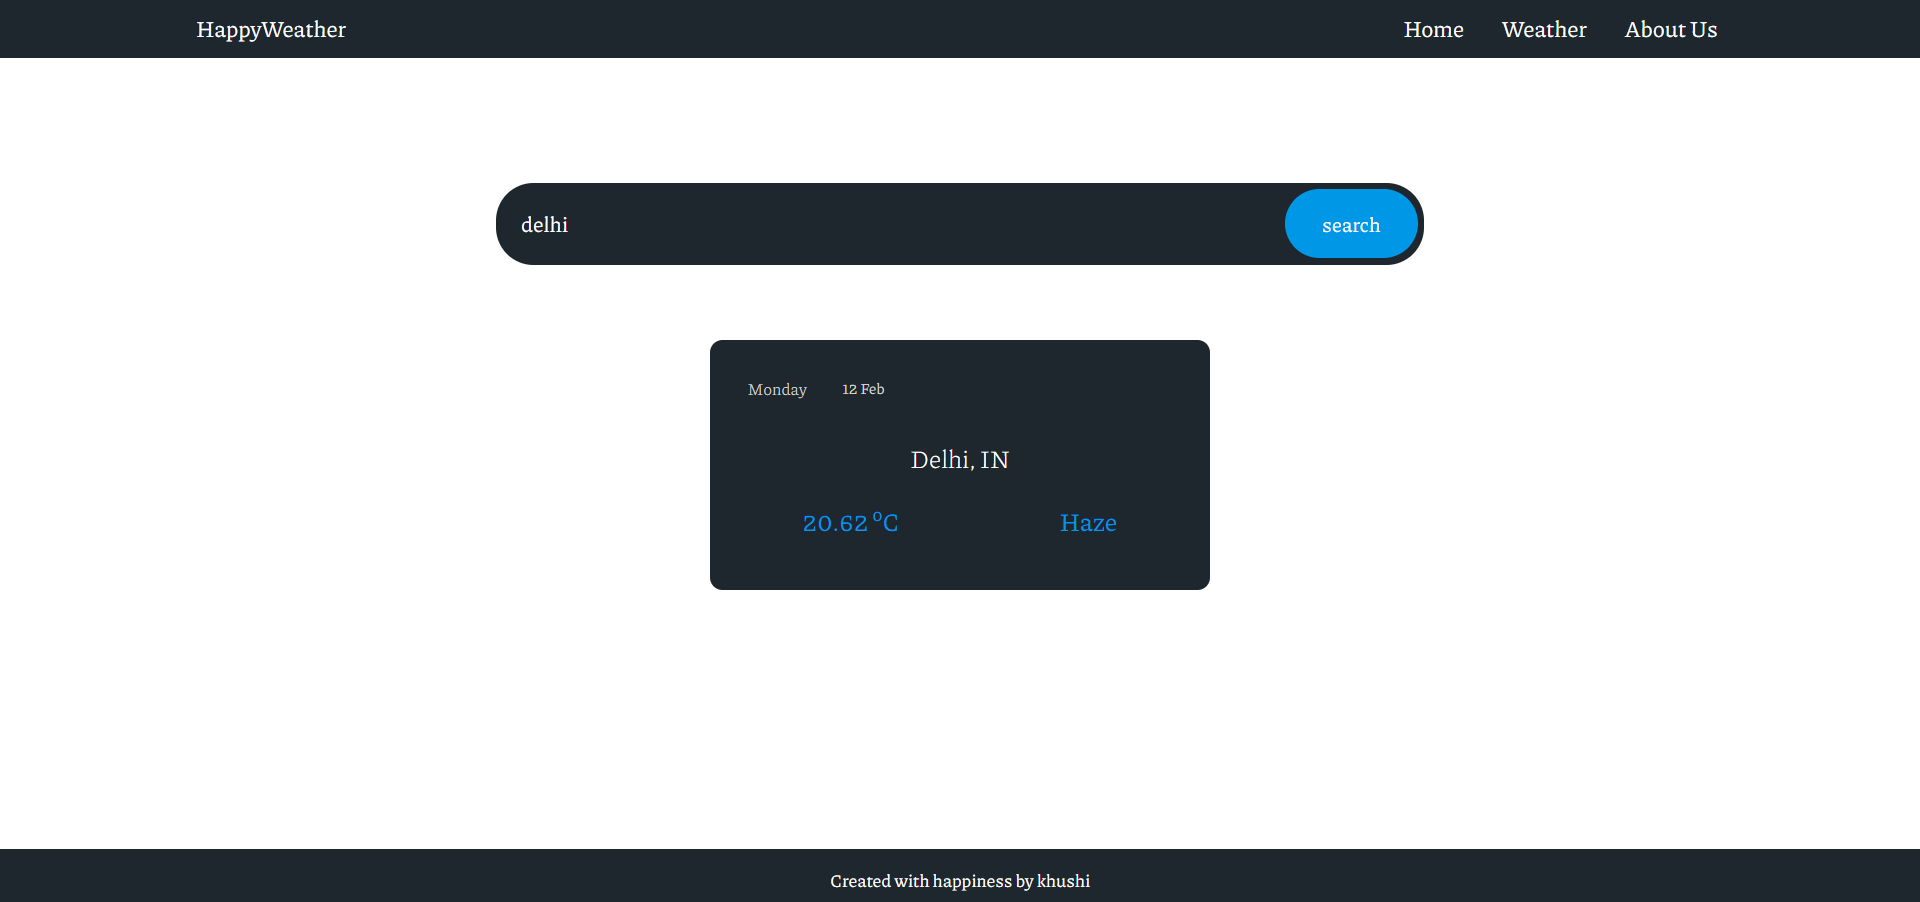 HappyWeather Home Weather About Us
delhi search
Monday 12 Feb
Delhi, IN
20.62 °C Haze
Created with happiness by khushi